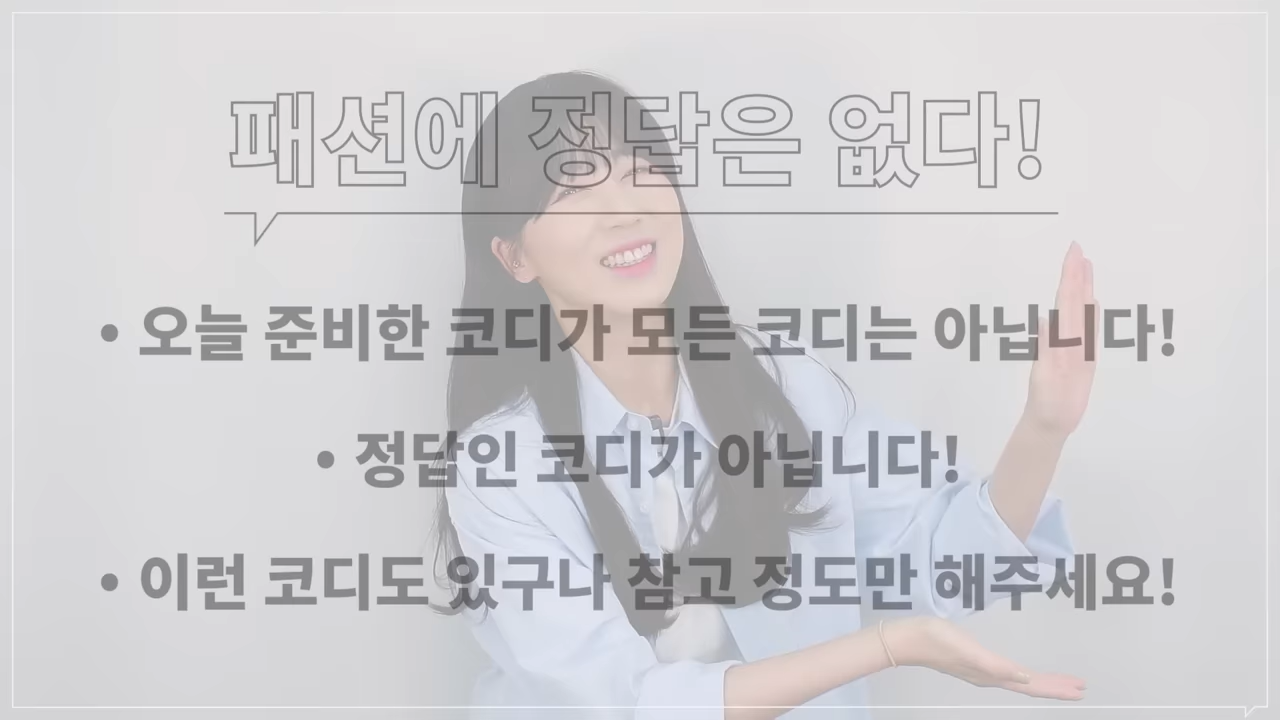 패션에 정답은 없다!
• 오늘 준비한 코디가 모든 코디는 아닙니다!
• 정답인 코디가 아닙니다!
• 이런 코디도 있구나 참고 정도만 해주세요!